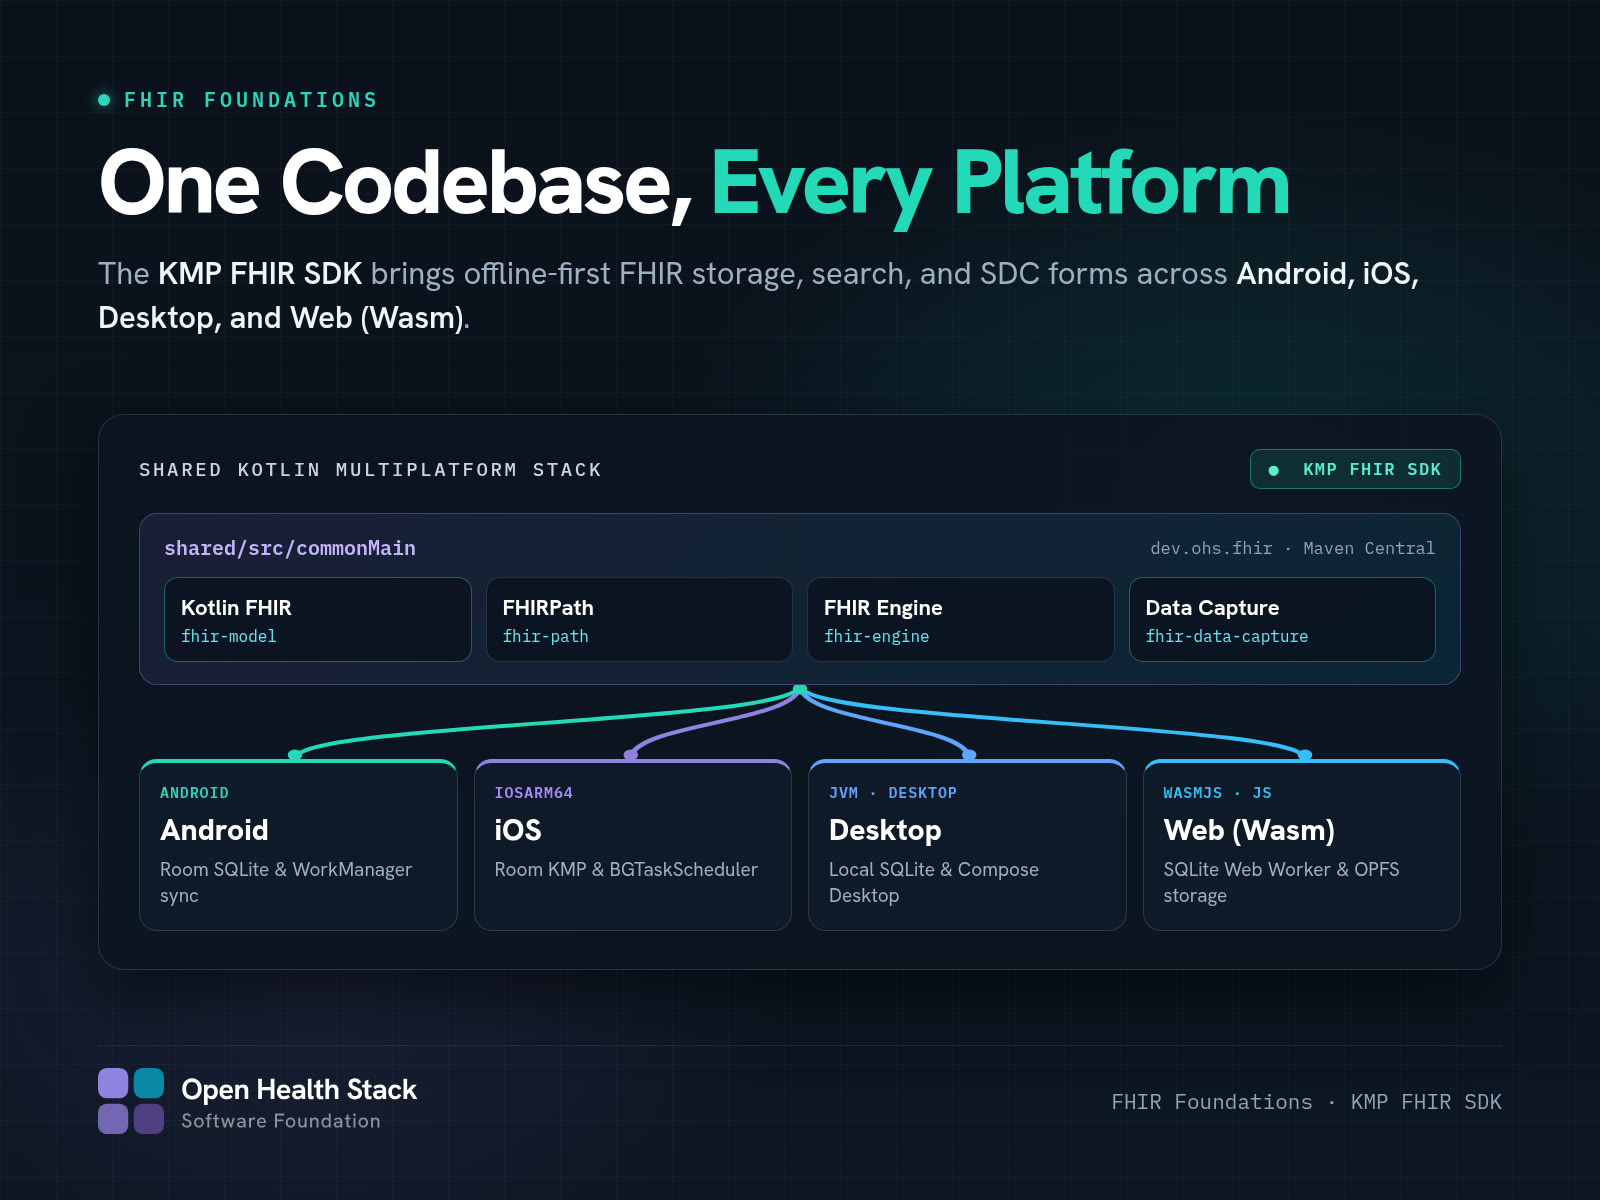 FHIR FOUNDATIONS
One Codebase, Every Platform
The KMP FHIR SDK brings offline-first FHIR storage, search, and SDC forms across Android, iOS,
Desktop, and Web (Wasm).
SHARED KOTLIN MULTIPLATFORM STACK
KMP FHIR SDK
shared/src/commonMain
dev.ohs.fhir · Maven Central
Kotlin FHIR
fhir-model
FHIRPath
fhir-path
FHIR Engine
fhir-engine
Data Capture
fhir-data-capture
ANDROID
Android
Room SQLite & WorkManager
sync
IOSARM64
iOS
Room KMP & BGTaskScheduler
JVM · DESKTOP
Desktop
Local SQLite & Compose
Desktop
WASMJS · JS
Web (Wasm)
SQLite Web Worker & OPFS
storage
Open Health Stack
Software Foundation
FHIR Foundations · KMP FHIR SDK